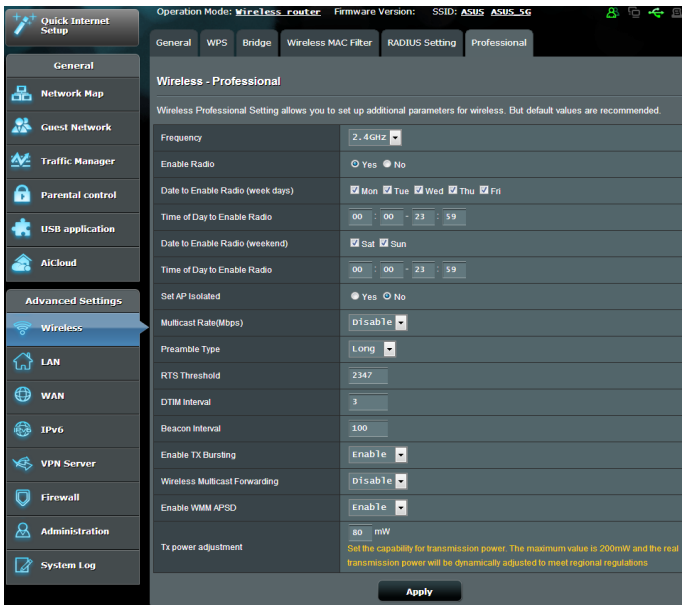 Quick Internet
Setup
Operation Mode: Wireless router Firmware Version: SSID: ASUS ASUS_5G
General WPS Bridge Wireless MAC Filter RADIUS Setting Professional
General
Network Map
Guest Network
Traffic Manager
Parental control
USB application
AiCloud
Advanced Settings
Wireless
LAN
WAN
IPv6
VPN Server
Firewall
Administration
System Log
Wireless - Professional
Wireless Professional Setting allows you to set up additional parameters for wireless. But default values are recommended.
Frequency 2.4GHz
Enable Radio Yes No
Date to Enable Radio (week days) Mon Tue Wed Thu Fri
Time of Day to Enable Radio 00 : 00 - 23 : 59
Date to Enable Radio (weekend) Sat Sun
Time of Day to Enable Radio 00 : 00 - 23 : 59
Set AP Isolated Yes No
Multicast Rate(Mbps) Disable
Preamble Type Long
RTS Threshold 2347
DTIM Interval 3
Beacon Interval 100
Enable TX Bursting Enable
Wireless Multicast Forwarding Disable
Enable WMM APSD Enable
Tx power adjustment 80 mW
Set the capability for transmission power. The maximum value is 200mW and the real
transmission power will be dynamically adjusted to meet regional regulations
Apply